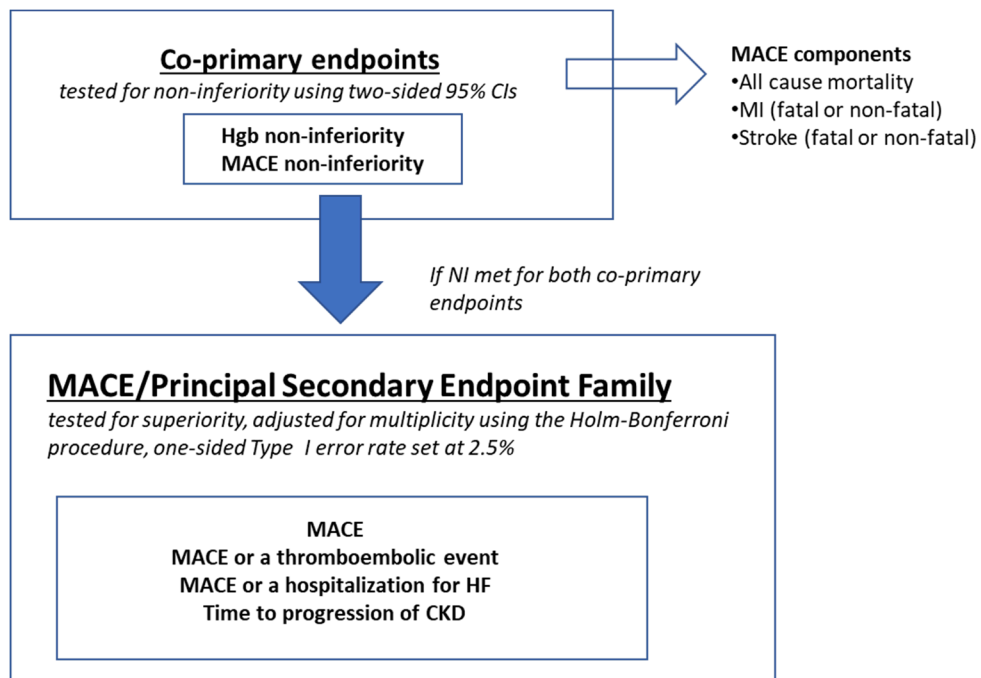 Co-primary endpoints
tested for non-inferiority using two-sided 95% CIs
Hgb non-inferiority
MACE non-inferiority
MACE components
•All cause mortality
•MI (fatal or non-fatal)
•Stroke (fatal or non-fatal)
If NI met for both co-primary
endpoints
MACE/Principal Secondary Endpoint Family
tested for superiority, adjusted for multiplicity using the Holm-Bonferroni
procedure, one-sided Type I error rate set at 2.5%
MACE
MACE or a thromboembolic event
MACE or a hospitalization for HF
Time to progression of CKD